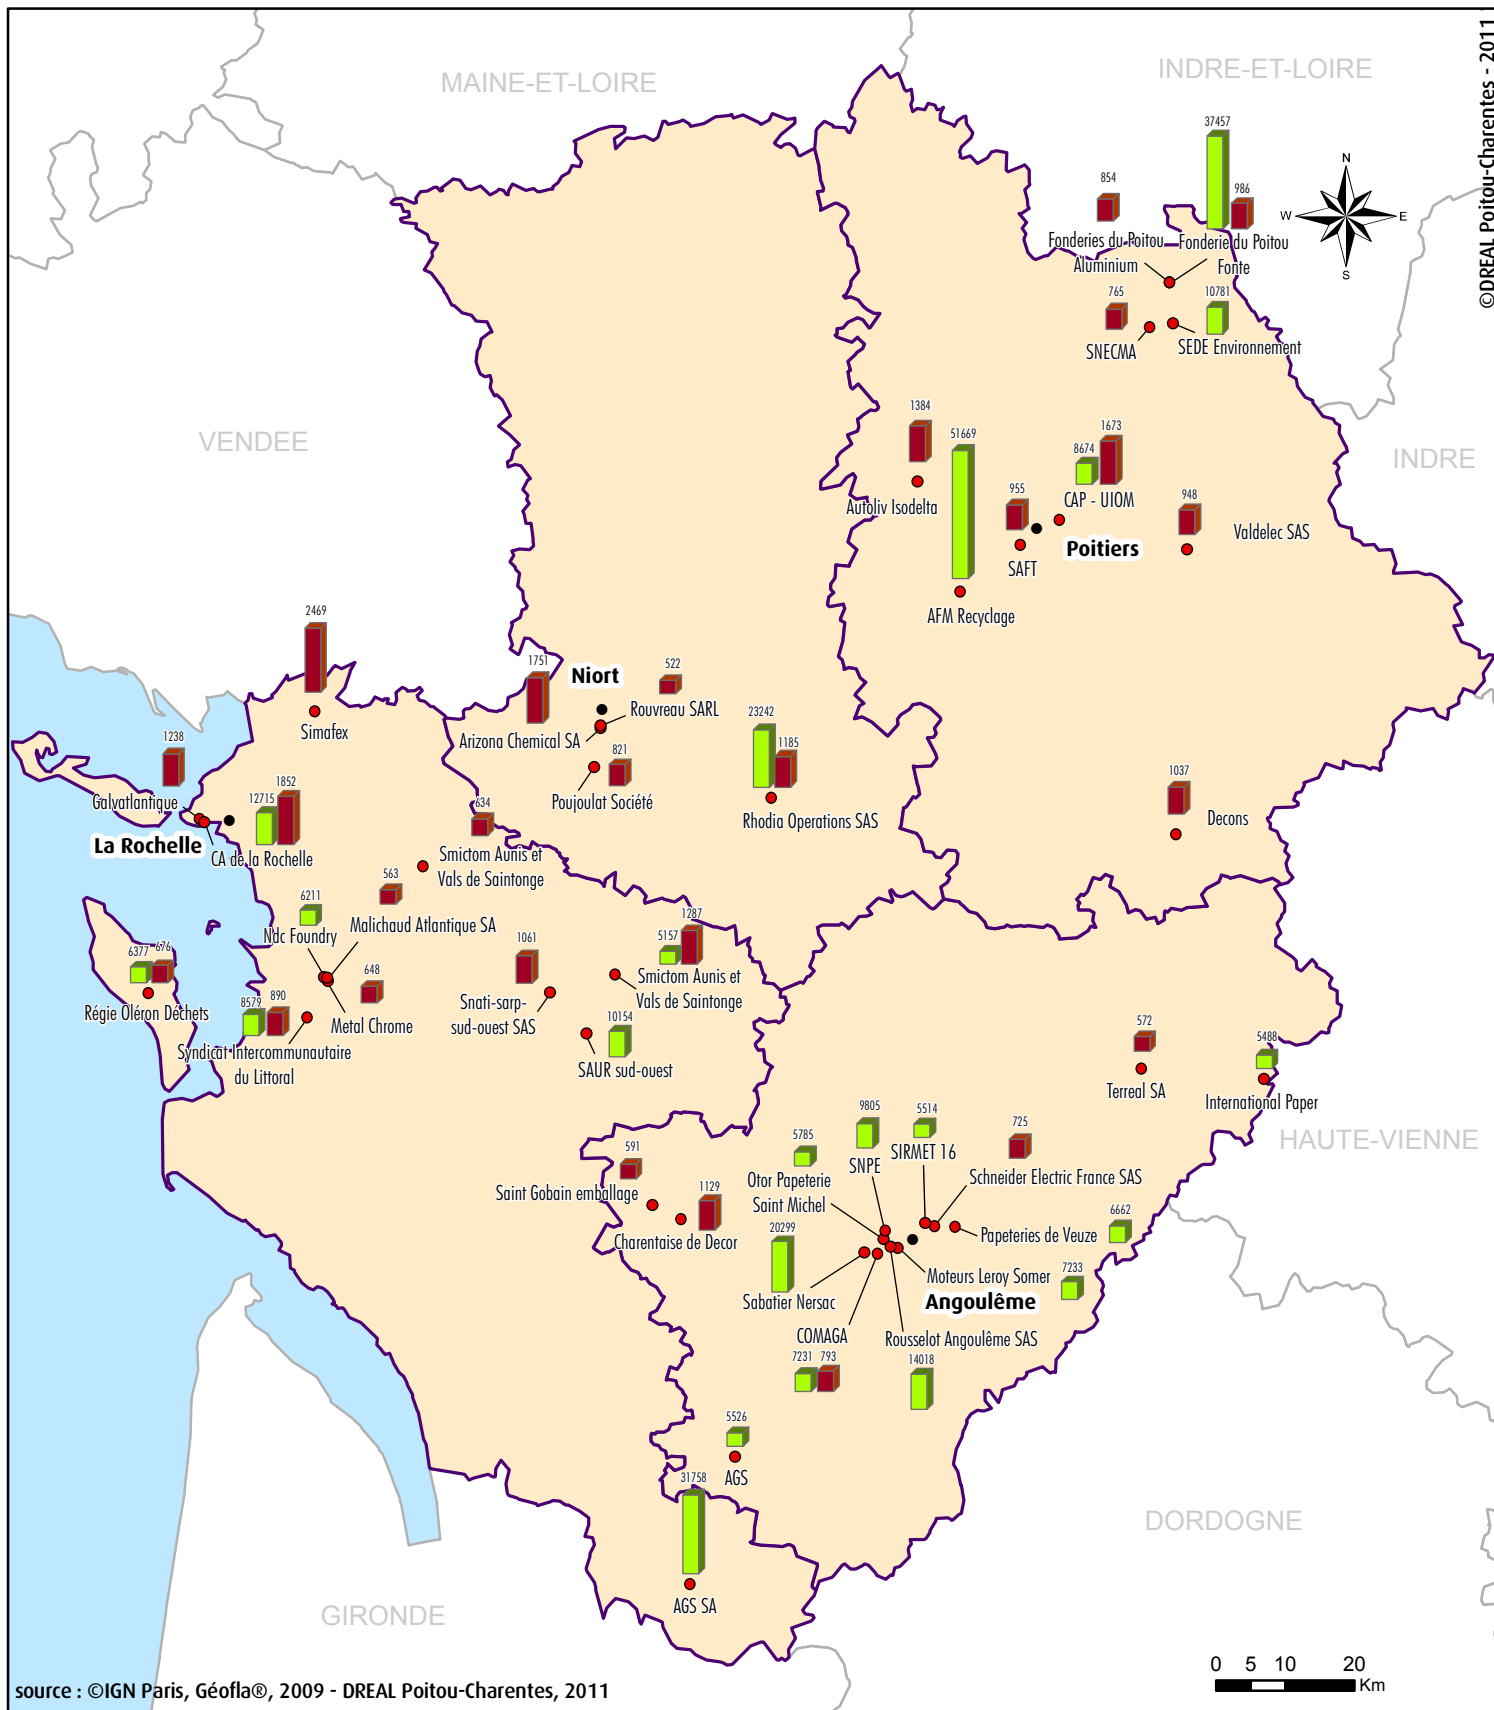 ©DREAL Poitou-Charentes - 2011
MAINE-ET-LOIRE
INDRE-ET-LOIRE
37457
986
854
N
W
E
S
Fonderies du Poitou
Aluminium
Fonderie du Poitou
Fonte
765
10781
SNECMA
SEDE Environnement
VENDEE
INDRE
1384
51669
8674
1673
955
948
Autoliv Isodelta
CAP - UIOM
Valdelec SAS
Poitiers
SAFT
AFM Recyclage
2469
Simafex
1751
Niort
522
Rouvreau SARL
Arizona Chemical SA
821
Poujoulat Société
23242
1185
Rhodia Operations SAS
1238
Galvatlantique
12715
1852
La Rochelle
CA de la Rochelle
634
Smictom Aunis et
Vals de Saintonge
1037
Decons
563
6211
Malichaud Atlantique SA
Ndc Foundry
6377
676
Régie Oléron Déchets
648
Metal Chrome
8579
890
Syndicat Intercommunautaire
du Littoral
1061
Snati-sarp-
sud-ouest SAS
5157
1287
Smictom Aunis et
Vals de Saintonge
10154
SAUR sud-ouest
572
Terreal SA
5488
International Paper
HAUTE-VIENNE
591
Saint Gobain emballage
1129
Charentaise de Decor
5785
Otor Papeterie
Saint Michel
9805
SNPE
5514
SIRMET 16
725
Schneider Electric France SAS
6662
Papeteries de Veuze
20299
Sabatier Nersac
7233
Moteurs Leroy Somer
Angoulême
COMAGA
7231
793
Rousselot Angoulême SAS
14018
5526
AGS
31758
AGS SA
DORDOGNE
GIRONDE
0 5 10 20
Km
source : ©IGN Paris, Géofla®, 2009 - DREAL Poitou-Charentes, 2011